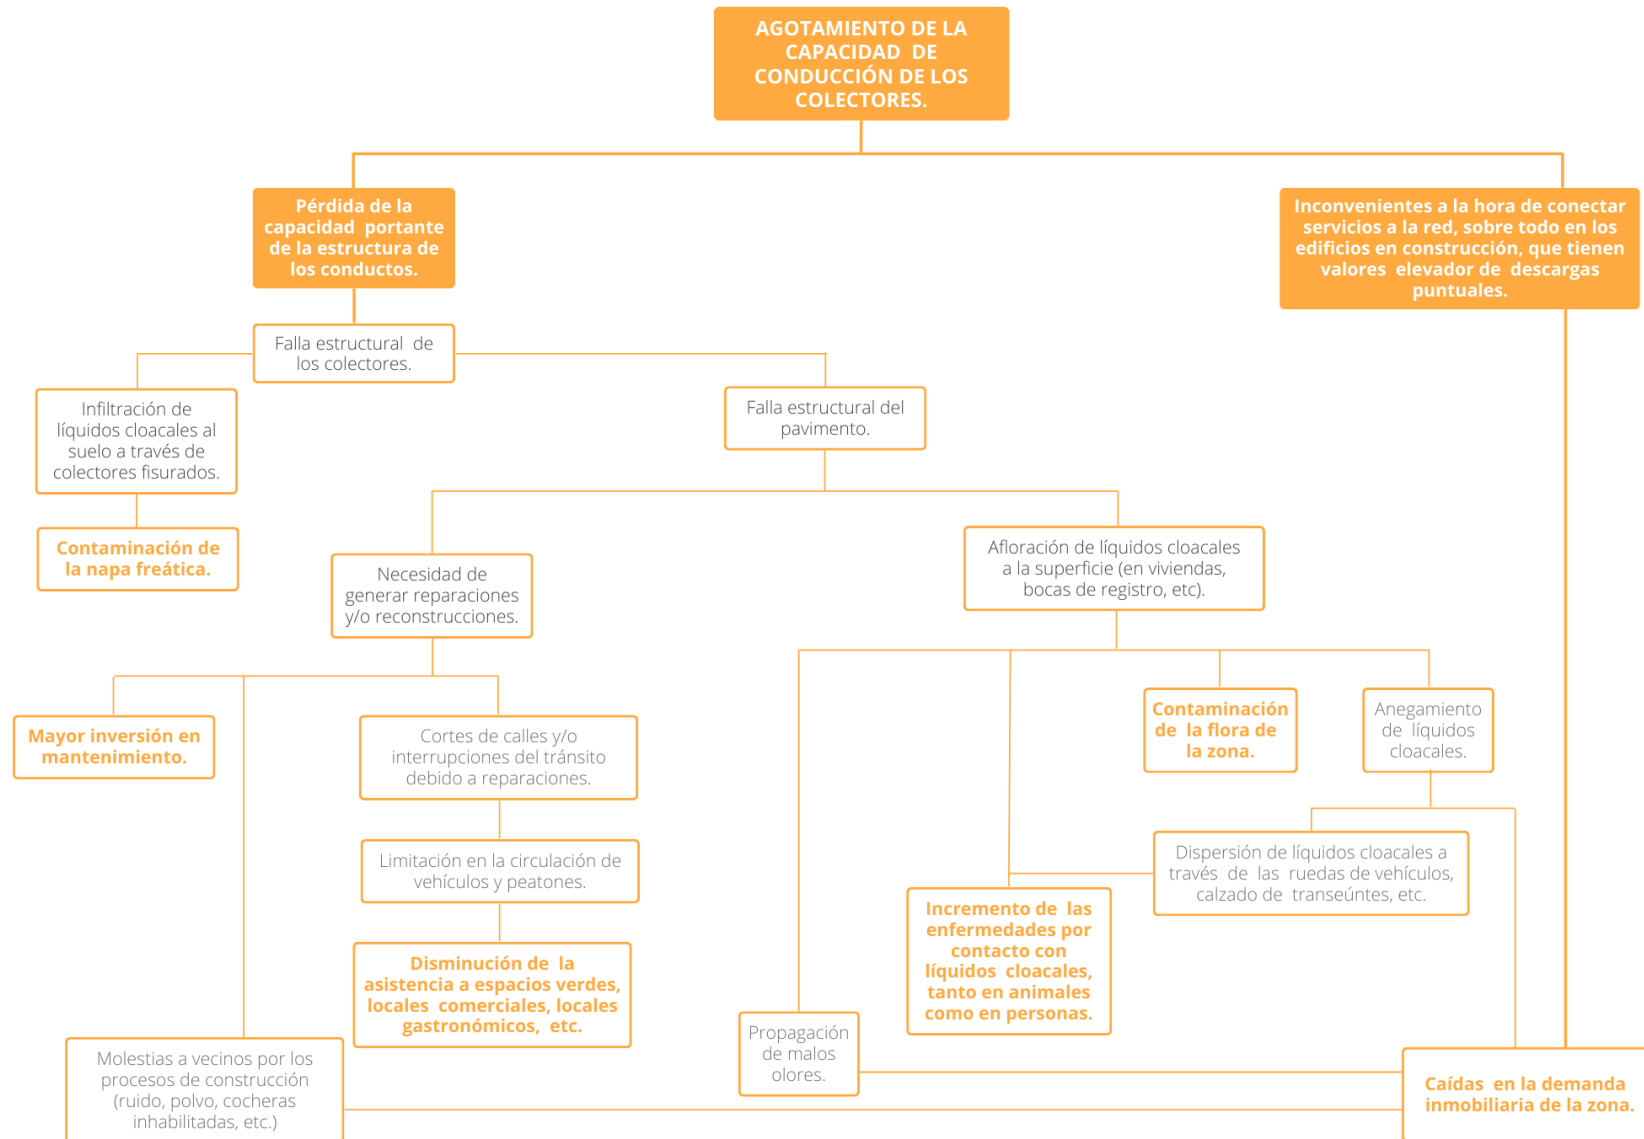 AGOTAMIENTO DE LA
CAPACIDAD DE
CONDUCCIÓN DE LOS
COLECTORES.
Pérdida de la
capacidad portante
de la estructura de
los conductos.
Inconvenientes a la hora de conectar
servicios a la red, sobre todo en los
edificios en construcción, que tienen
valores elevador de descargas
puntuales.
Falla estructural de
los colectores.
Infiltración de
líquidos cloacales al
suelo a través de
colectores fisurados.
Falla estructural del
pavimento.
Contaminación de
la napa freática.
Necesidad de
generar reparaciones
y/o reconstrucciones.
Afloración de líquidos cloacales
a la superficie (en viviendas,
bocas de registro, etc).
Mayor inversión en
mantenimiento.
Cortes de calles y/o
interrupciones del tránsito
debido a reparaciones.
Contaminación
de la flora de
la zona.
Anegamiento
de líquidos
cloacales.
Limitación en la circulación de
vehículos y peatones.
Dispersión de líquidos cloacales a
través de las ruedas de vehículos,
calzado de transeúntes, etc.
Incremento de las
enfermedades por
contacto con
líquidos cloacales,
tanto en animales
como en personas.
Disminución de la
asistencia a espacios verdes,
locales comerciales, locales
gastronómicos, etc.
Propagación
de malos
olores.
Molestias a vecinos por los
procesos de construcción
(ruido, polvo, cocheras
inhabilitadas, etc.)
Caídas en la demanda
inmobiliaria de la zona.